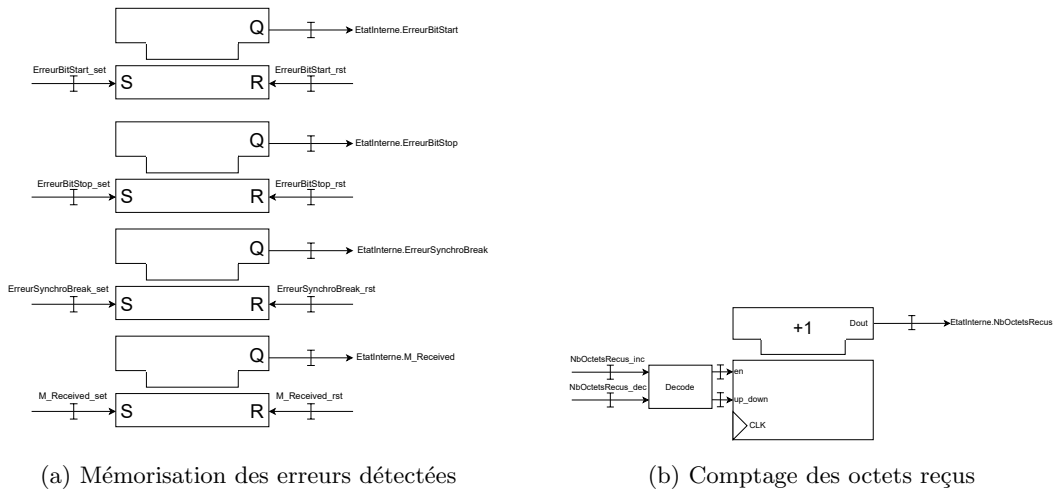 Q
EtatInterne.ErreurBitStart
ErreurBitStart_set
S
R
ErreurBitStart_rst
Q
EtatInterne.ErreurBitStop
ErreurBitStop_set
S
R
ErreurBitStop_rst
Q
EtatInterne.ErreurSynchroBreak
ErreurSynchroBreak_set
S
R
ErreurSynchroBreak_rst
Q
EtatInterne.M_Received
M_Received_set
S
R
M_Received_rst
(a) Mémorisation des erreurs détectées
+1
Dout
EtatInterne.NbOctetsRecus
NbOctetsRecus_inc
NbOctetsRecus_dec
Decode
en
up_down
CLK
(b) Comptage des octets reçus